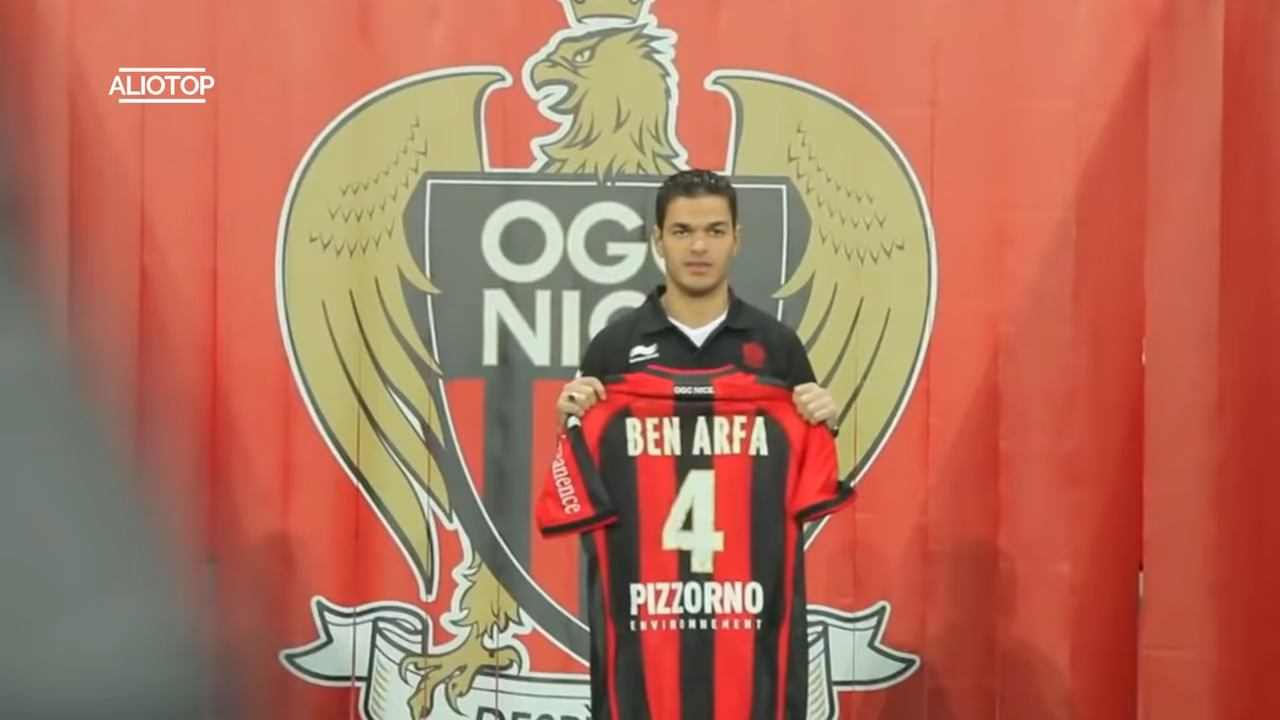 ALIOTOP
OGC
NIC
OGC NICE
BEN ARFA
4
PIZZORNO
ENVIRONNEMENT